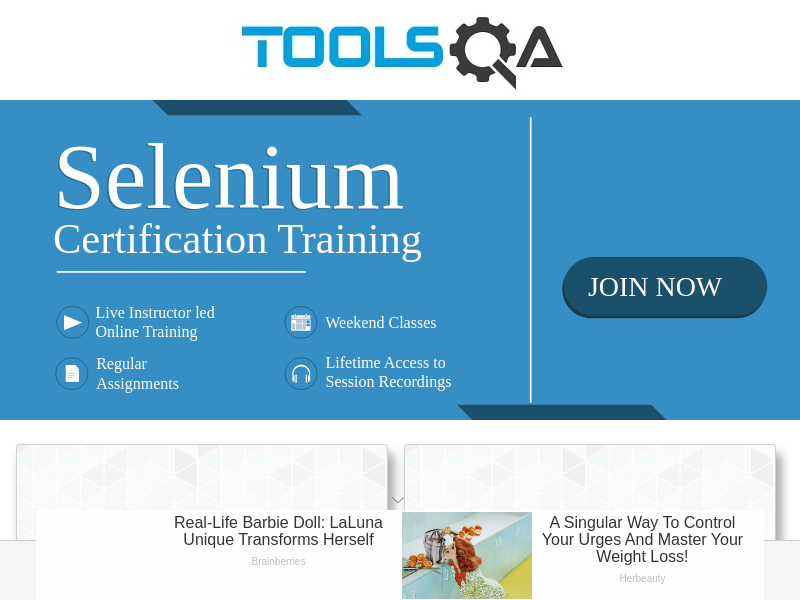 TOOLSQA
Selenium
Certification Training
JOIN NOW
Live Instructor led
Online Training
Weekend Classes
Regular
Assignments
Lifetime Access to
Session Recordings
Real-Life Barbie Doll: LaLuna
Unique Transforms Herself
Brainberries
A Singular Way To Control
Your Urges And Master Your
Weight Loss!
Herbeauty